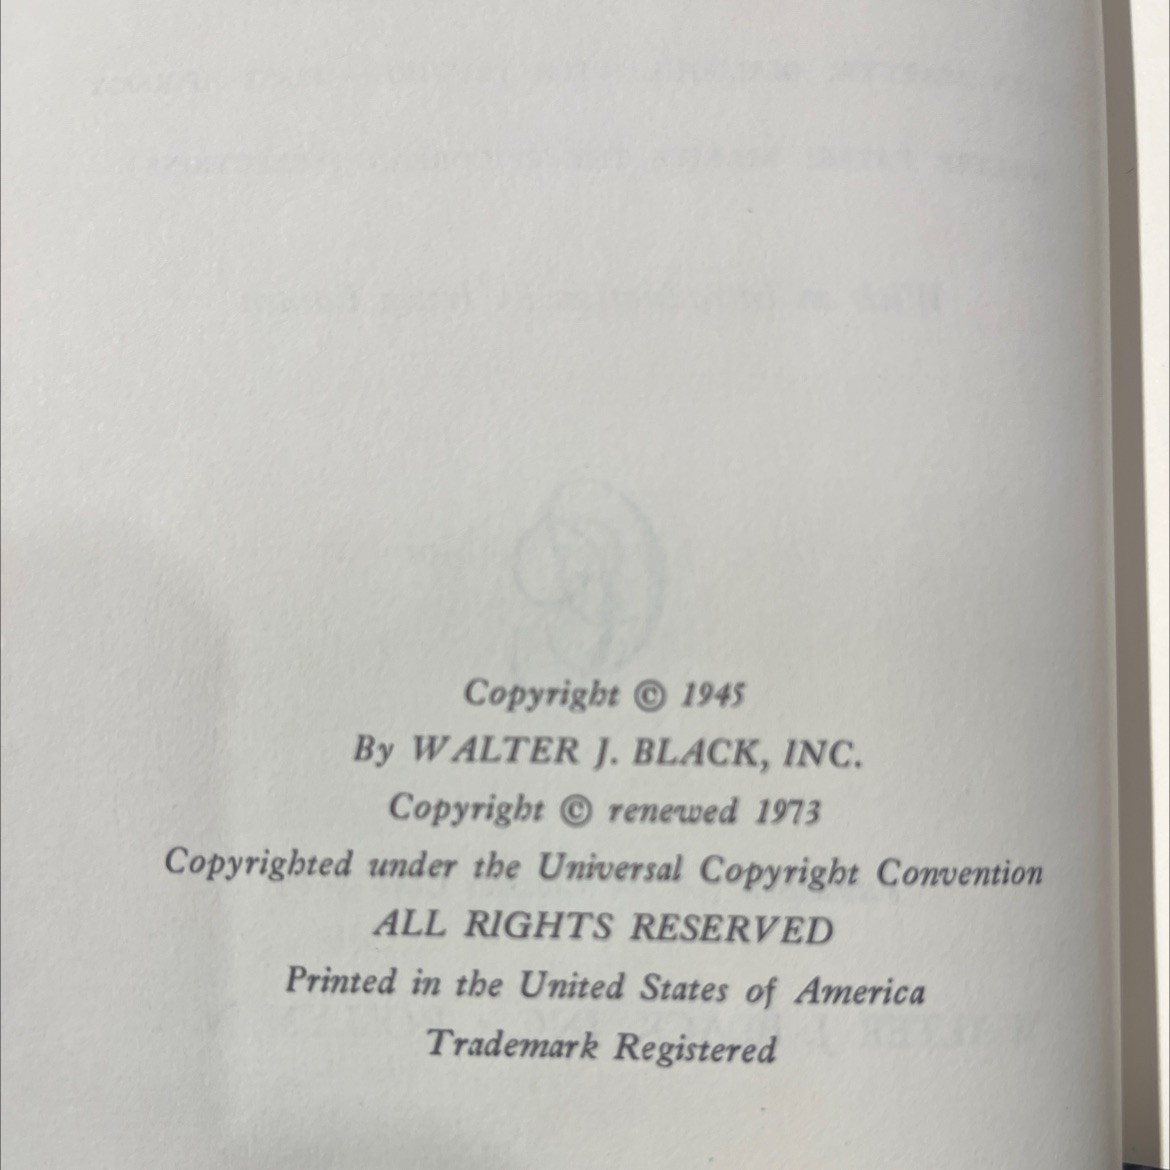 Copyright © 1945
By WALTER J. BLACK, INC.
Copyright © renewed 1973
Copyrighted under the Universal Copyright Convention
ALL RIGHTS RESERVED
Printed in the United States of America
Trademark Registered